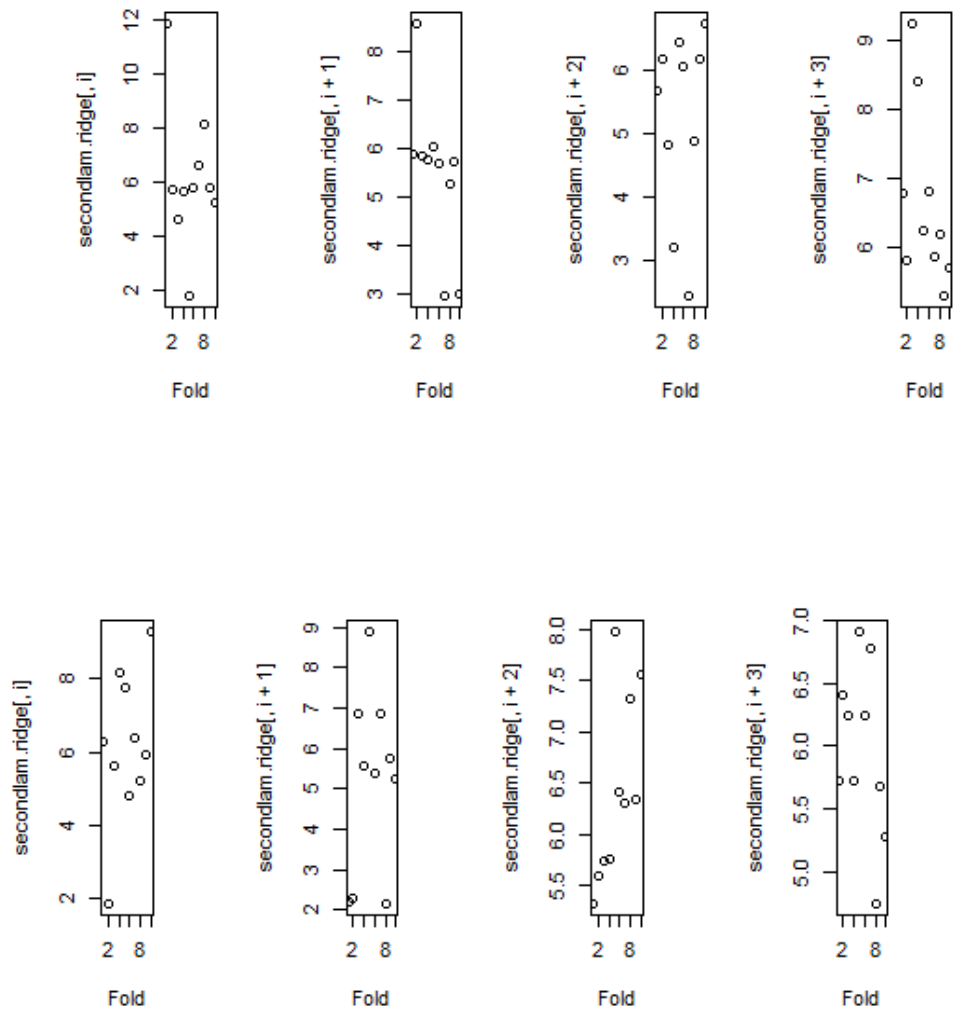 secondlam.ridge[, i]
2 4 6 8 10 12
2 8
Fold
secondlam.ridge[, i + 1]
3 4 5 6 7 8
2 8
Fold
secondlam.ridge[, i + 2]
3 4 5 6
2 8
Fold
secondlam.ridge[, i + 3]
6 7 8 9
2 8
Fold
secondlam.ridge[, i]
2 4 6 8
2 8
Fold
secondlam.ridge[, i + 1]
2 3 4 5 6 7 8 9
2 8
Fold
secondlam.ridge[, i + 2]
5.5 6.0 6.5 7.0 7.5 8.0
2 8
Fold
secondlam.ridge[, i + 3]
5.0 5.5 6.0 6.5 7.0
2 8
Fold